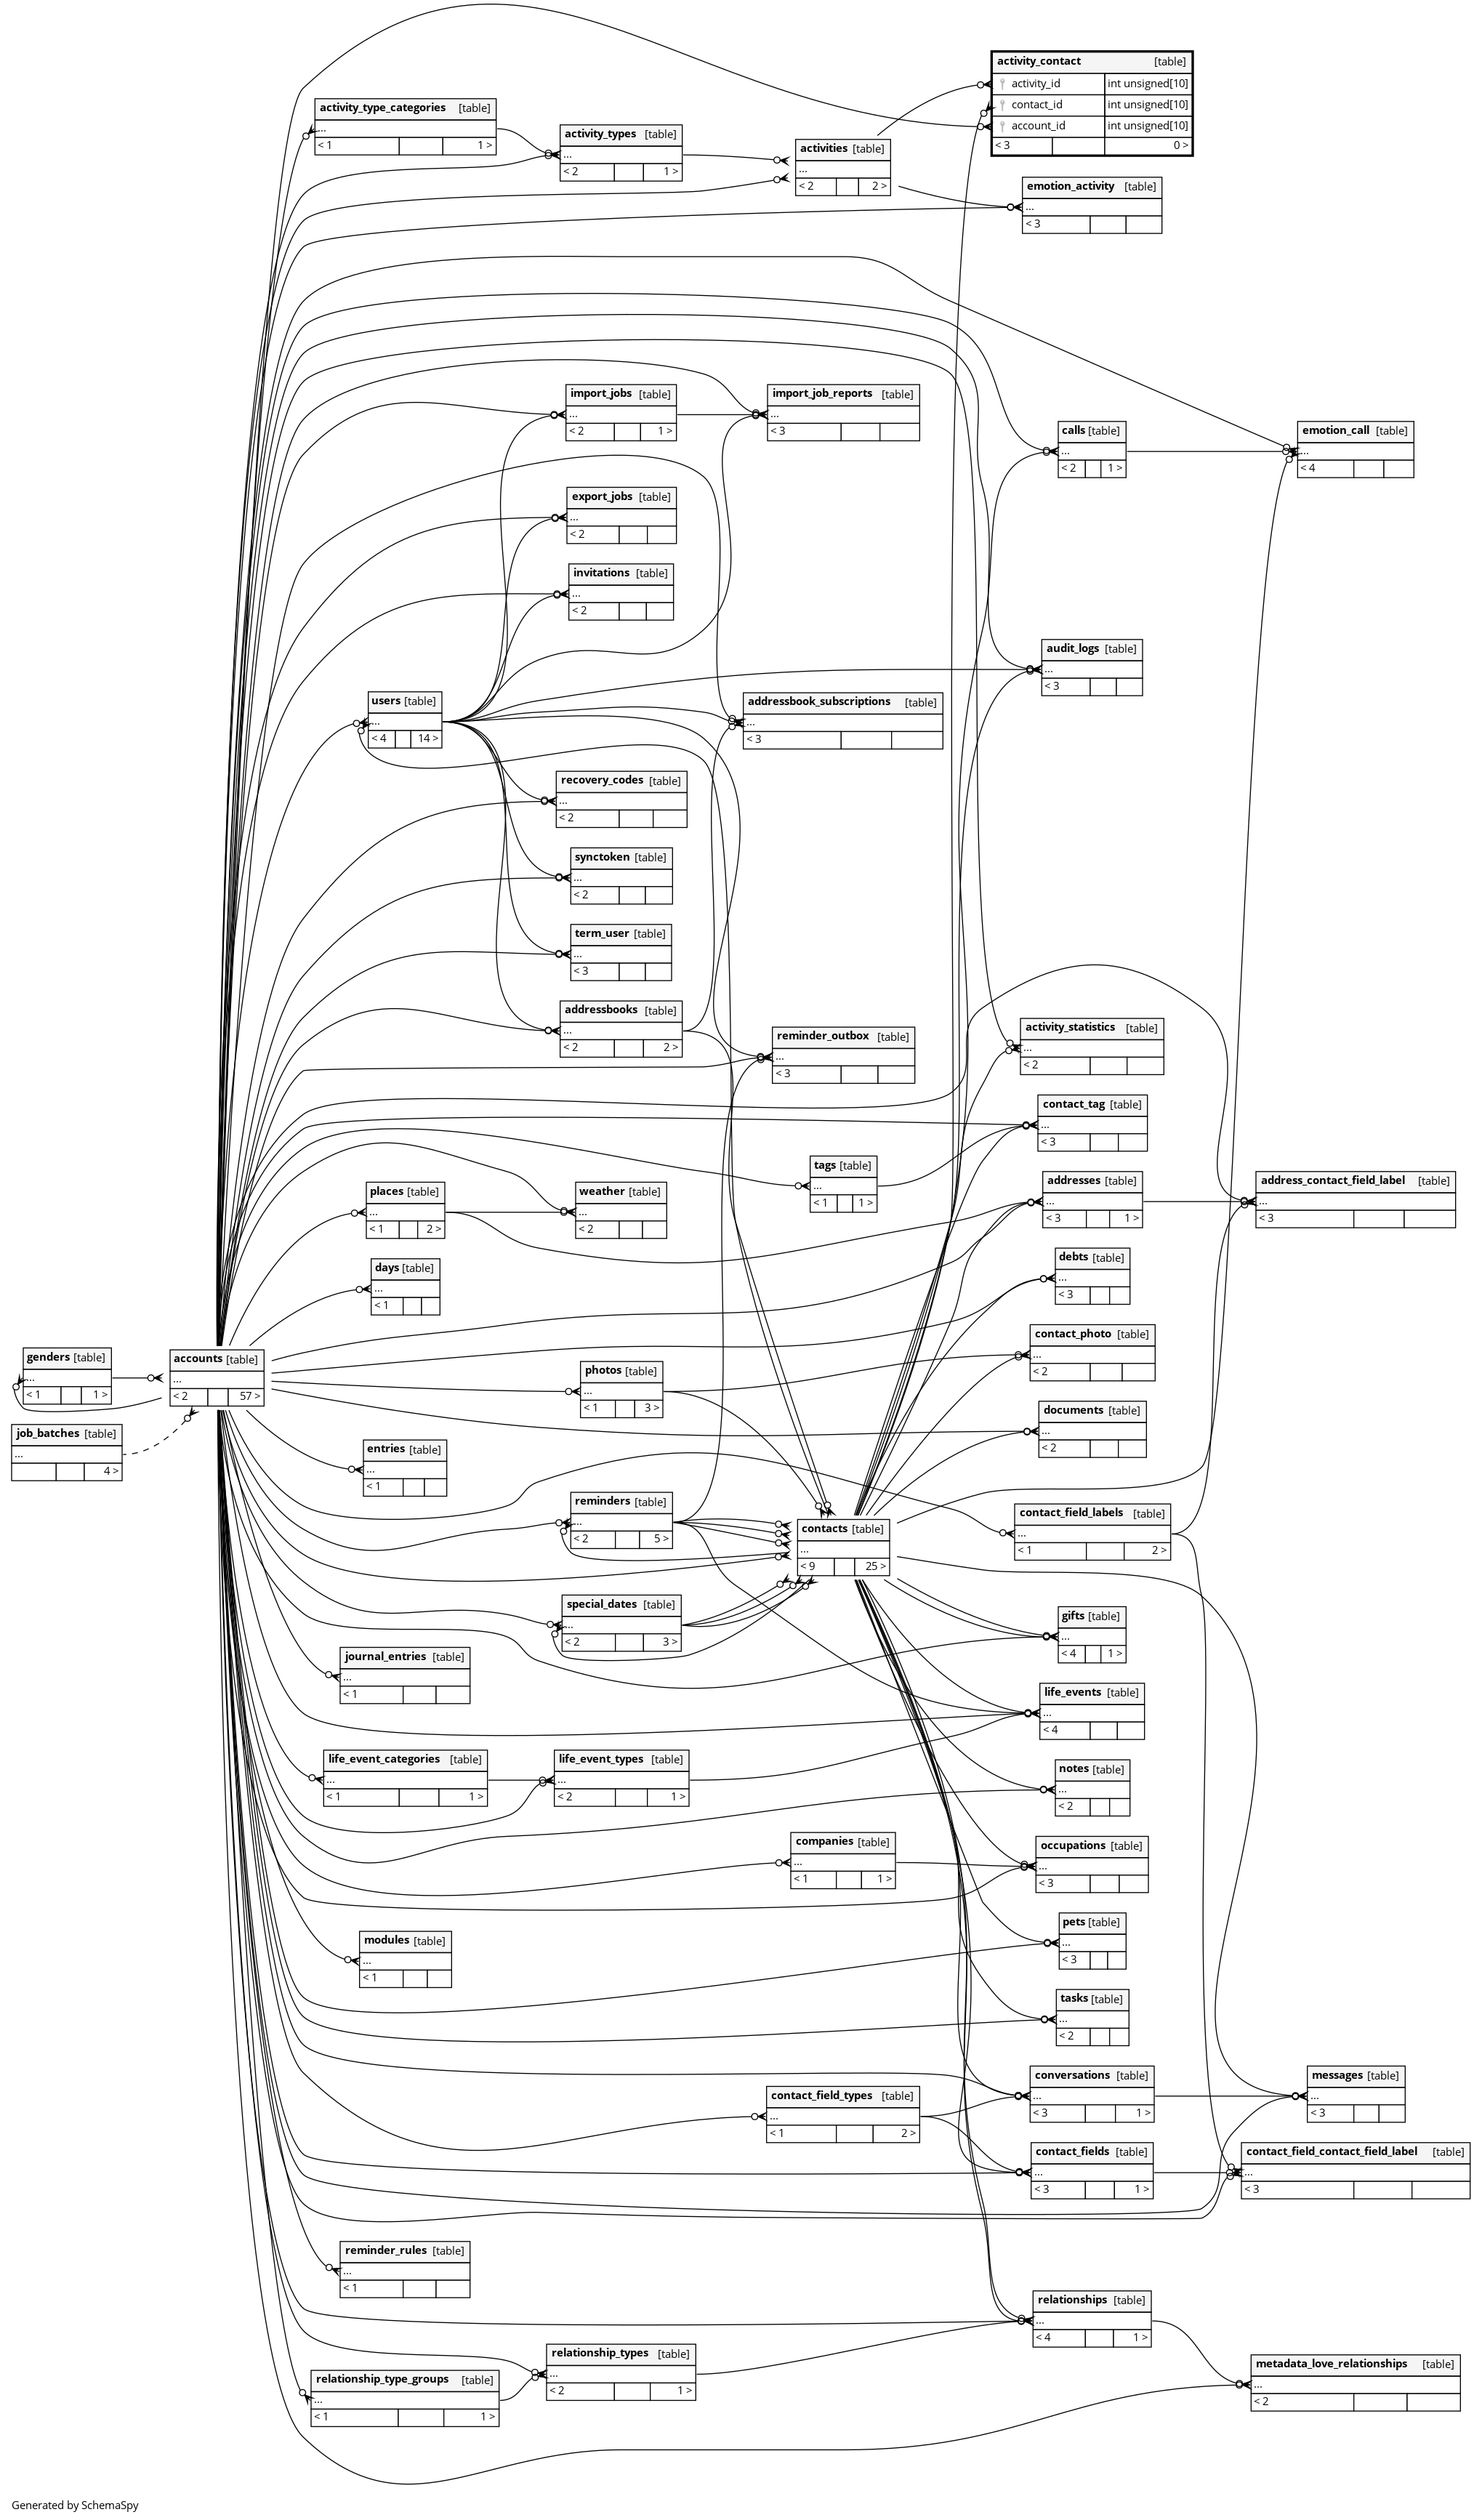 activity_contact [table]
activity_id int unsigned[10]
contact_id int unsigned[10]
account_id int unsigned[10]
< 3 0 >
activity_type_categories [table]
...
< 1 1 >
activity_types [table]
...
< 2 1 >
activities [table]
...
< 2 2 >
emotion_activity [table]
...
< 3
import_jobs [table]
...
< 2 1 >
import_job_reports [table]
...
< 3
calls [table]
...
< 2 1 >
emotion_call [table]
...
< 4
export_jobs [table]
...
< 2
invitations [table]
...
< 2
audit_logs [table]
...
< 3
users [table]
...
< 4 14 >
addressbook_subscriptions [table]
...
< 3
recovery_codes [table]
...
< 2
synctoken [table]
...
< 2
term_user [table]
...
< 3
addressbooks [table]
...
< 2 2 >
reminder_outbox [table]
...
< 3
activity_statistics [table]
...
< 2
contact_tag [table]
...
< 3
tags [table]
...
< 1 1 >
addresses [table]
...
< 3 1 >
address_contact_field_label [table]
...
< 3
places [table]
...
< 1 2 >
weather [table]
...
< 2
days [table]
...
< 1
debts [table]
...
< 3
genders [table]
...
< 1 1 >
accounts [table]
...
< 2 57 >
contact_photo [table]
...
< 2
photos [table]
...
< 1 3 >
documents [table]
...
< 2
job_batches [table]
...
4 >
entries [table]
...
< 1
reminders [table]
...
< 2 5 >
contacts [table]
...
< 9 25 >
contact_field_labels [table]
...
< 1 2 >
special_dates [table]
...
< 2 3 >
gifts [table]
...
< 4 1 >
journal_entries [table]
...
< 1
life_events [table]
...
< 4
life_event_categories [table]
...
< 1 1 >
life_event_types [table]
...
< 2 1 >
notes [table]
...
< 2
companies [table]
...
< 1 1 >
occupations [table]
...
< 3
modules [table]
...
< 1
pets [table]
...
< 3
tasks [table]
...
< 2
conversations [table]
...
< 3 1 >
messages [table]
...
< 3
contact_field_types [table]
...
< 1 2 >
contact_fields [table]
...
< 3 1 >
contact_field_contact_field_label [table]
...
< 3
reminder_rules [table]
...
< 1
relationships [table]
...
< 4 1 >
relationship_types [table]
...
< 2 1 >
metadata_love_relationships [table]
...
< 2
relationship_type_groups [table]
...
< 1 1 >
Generated by SchemaSpy